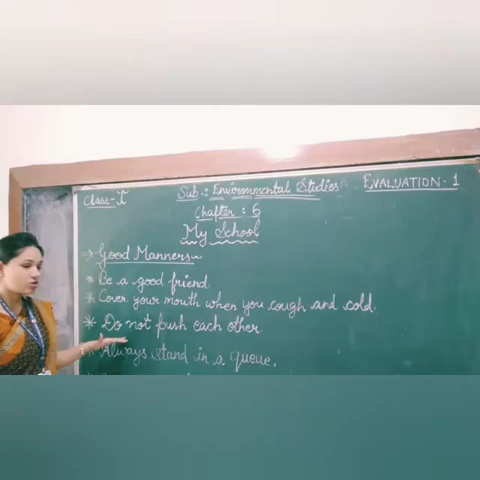 Class-I Sub.: Environmental Studies EVALUATION-1
Chapter : 6
My School
→ Good Manners-
* Be a good friend.
* Cover your mouth when you cough and cold.
* Do not push each other.
* Always stand in a queue.